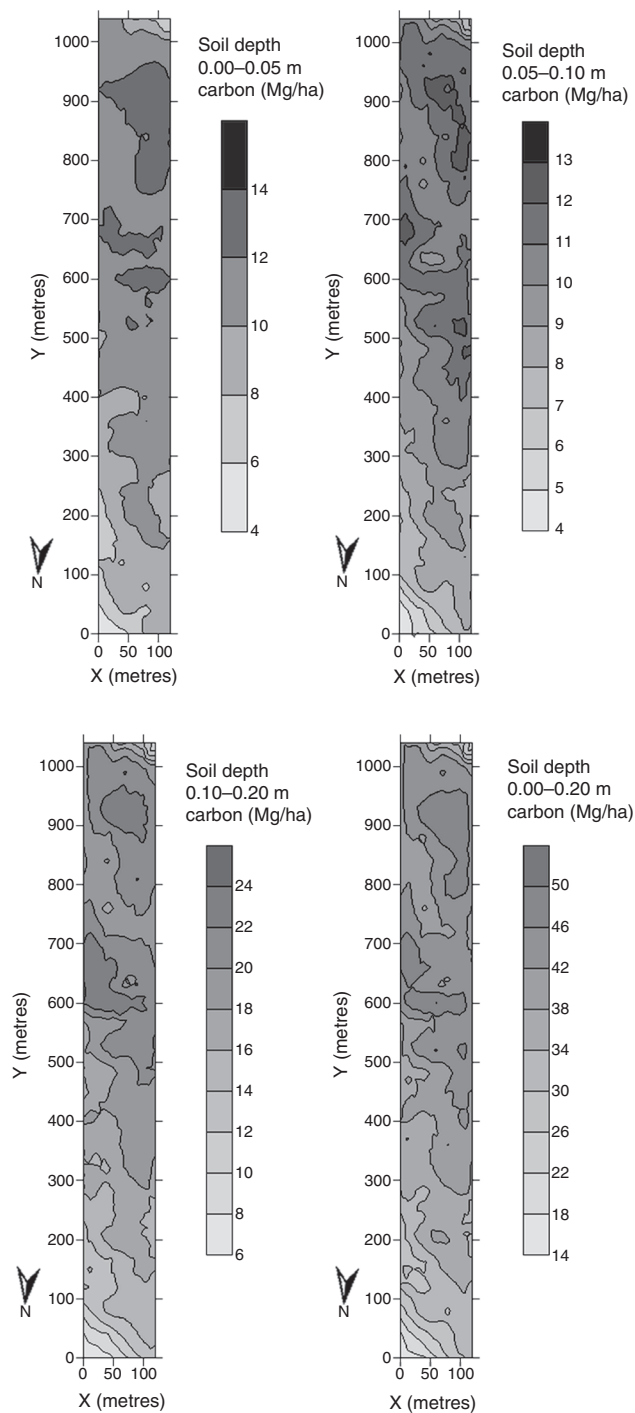 Soil depth
0.00–0.05 m
carbon (Mg/ha)
14
12
10
8
6
4
1000
900
800
700
600
500
400
300
200
100
0
Y (metres)
N
0 50 100
X (metres)
Soil depth
0.05–0.10 m
carbon (Mg/ha)
13
12
11
10
9
8
7
6
5
4
1000
900
800
700
600
500
400
300
200
100
0
Y (metres)
N
0 50 100
X (metres)
Soil depth
0.10–0.20 m
carbon (Mg/ha)
24
22
20
18
16
14
12
10
8
6
1000
900
800
700
600
500
400
300
200
100
0
Y (metres)
N
0 50 100
X (metres)
Soil depth
0.00–0.20 m
carbon (Mg/ha)
50
46
42
38
34
30
26
22
18
14
1000
900
800
700
600
500
400
300
200
100
0
Y (metres)
N
0 50 100
X (metres)